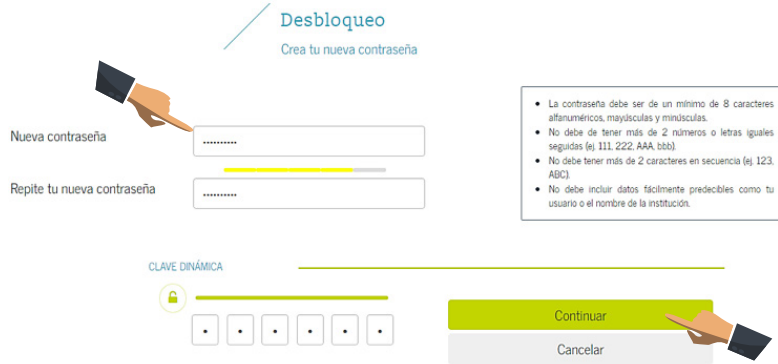 Desbloqueo
Crea tu nueva contraseña
Nueva contraseña
..........
Repite tu nueva contraseña
..........
• La contraseña debe ser de un mínimo de 8 caracteres
alfanuméricos, mayúsculas y minúsculas.
• No debe de tener más de 2 números o letras iguales
seguidas (ej. 111, 222, AAA, bbb).
• No debe tener más de 2 caracteres en secuencia (ej. 123,
ABC).
• No debe incluir datos fácilmente predecibles como tu
usuario o el nombre de la institución.
CLAVE DINÁMICA
• • • • • •
Continuar
Cancelar